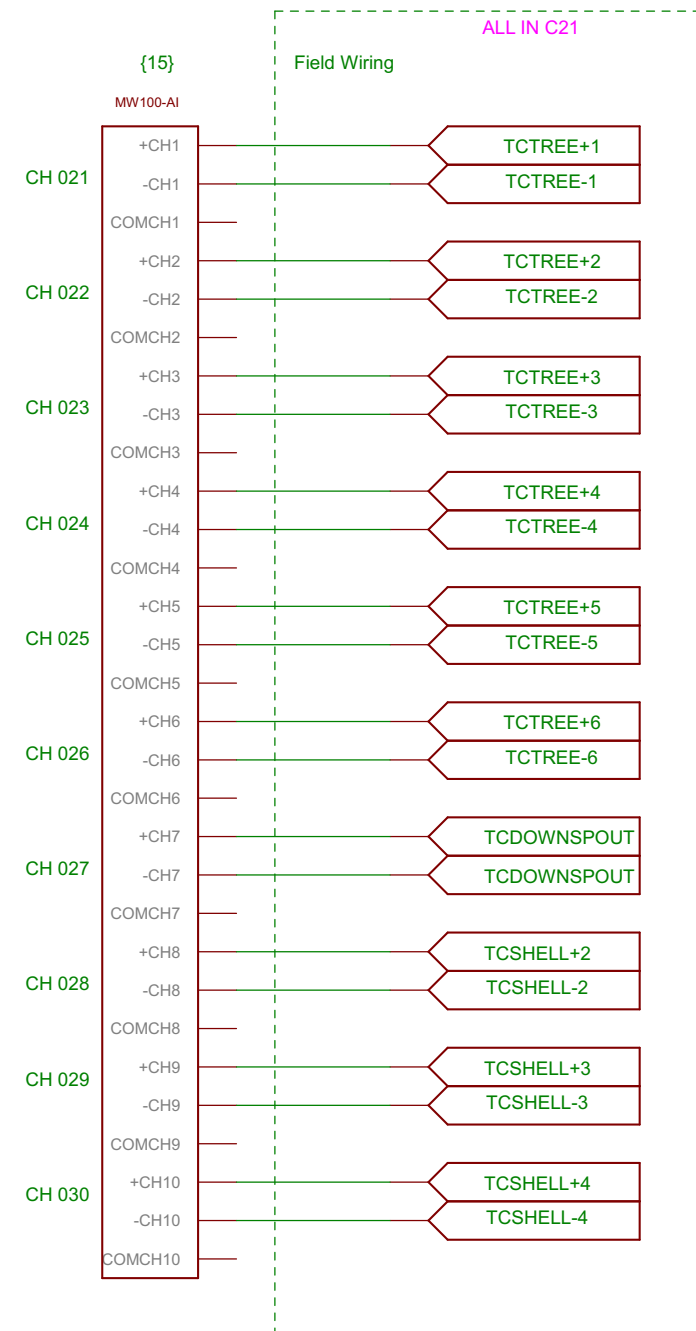 ALL IN C21
{15}
Field Wiring
MW100-AI
+CH1
TCTREE+1
CH 021
-CH1
TCTREE-1
COMCH1
+CH2
TCTREE+2
CH 022
-CH2
TCTREE-2
COMCH2
+CH3
TCTREE+3
CH 023
-CH3
TCTREE-3
COMCH3
+CH4
TCTREE+4
CH 024
-CH4
TCTREE-4
COMCH4
+CH5
TCTREE+5
CH 025
-CH5
TCTREE-5
COMCH5
+CH6
TCTREE+6
CH 026
-CH6
TCTREE-6
COMCH6
+CH7
TCDOWNSPOUT
CH 027
-CH7
TCDOWNSPOUT
COMCH7
+CH8
TCSHELL+2
CH 028
-CH8
TCSHELL-2
COMCH8
+CH9
TCSHELL+3
CH 029
-CH9
TCSHELL-3
COMCH9
+CH10
TCSHELL+4
CH 030
-CH10
TCSHELL-4
COMCH10